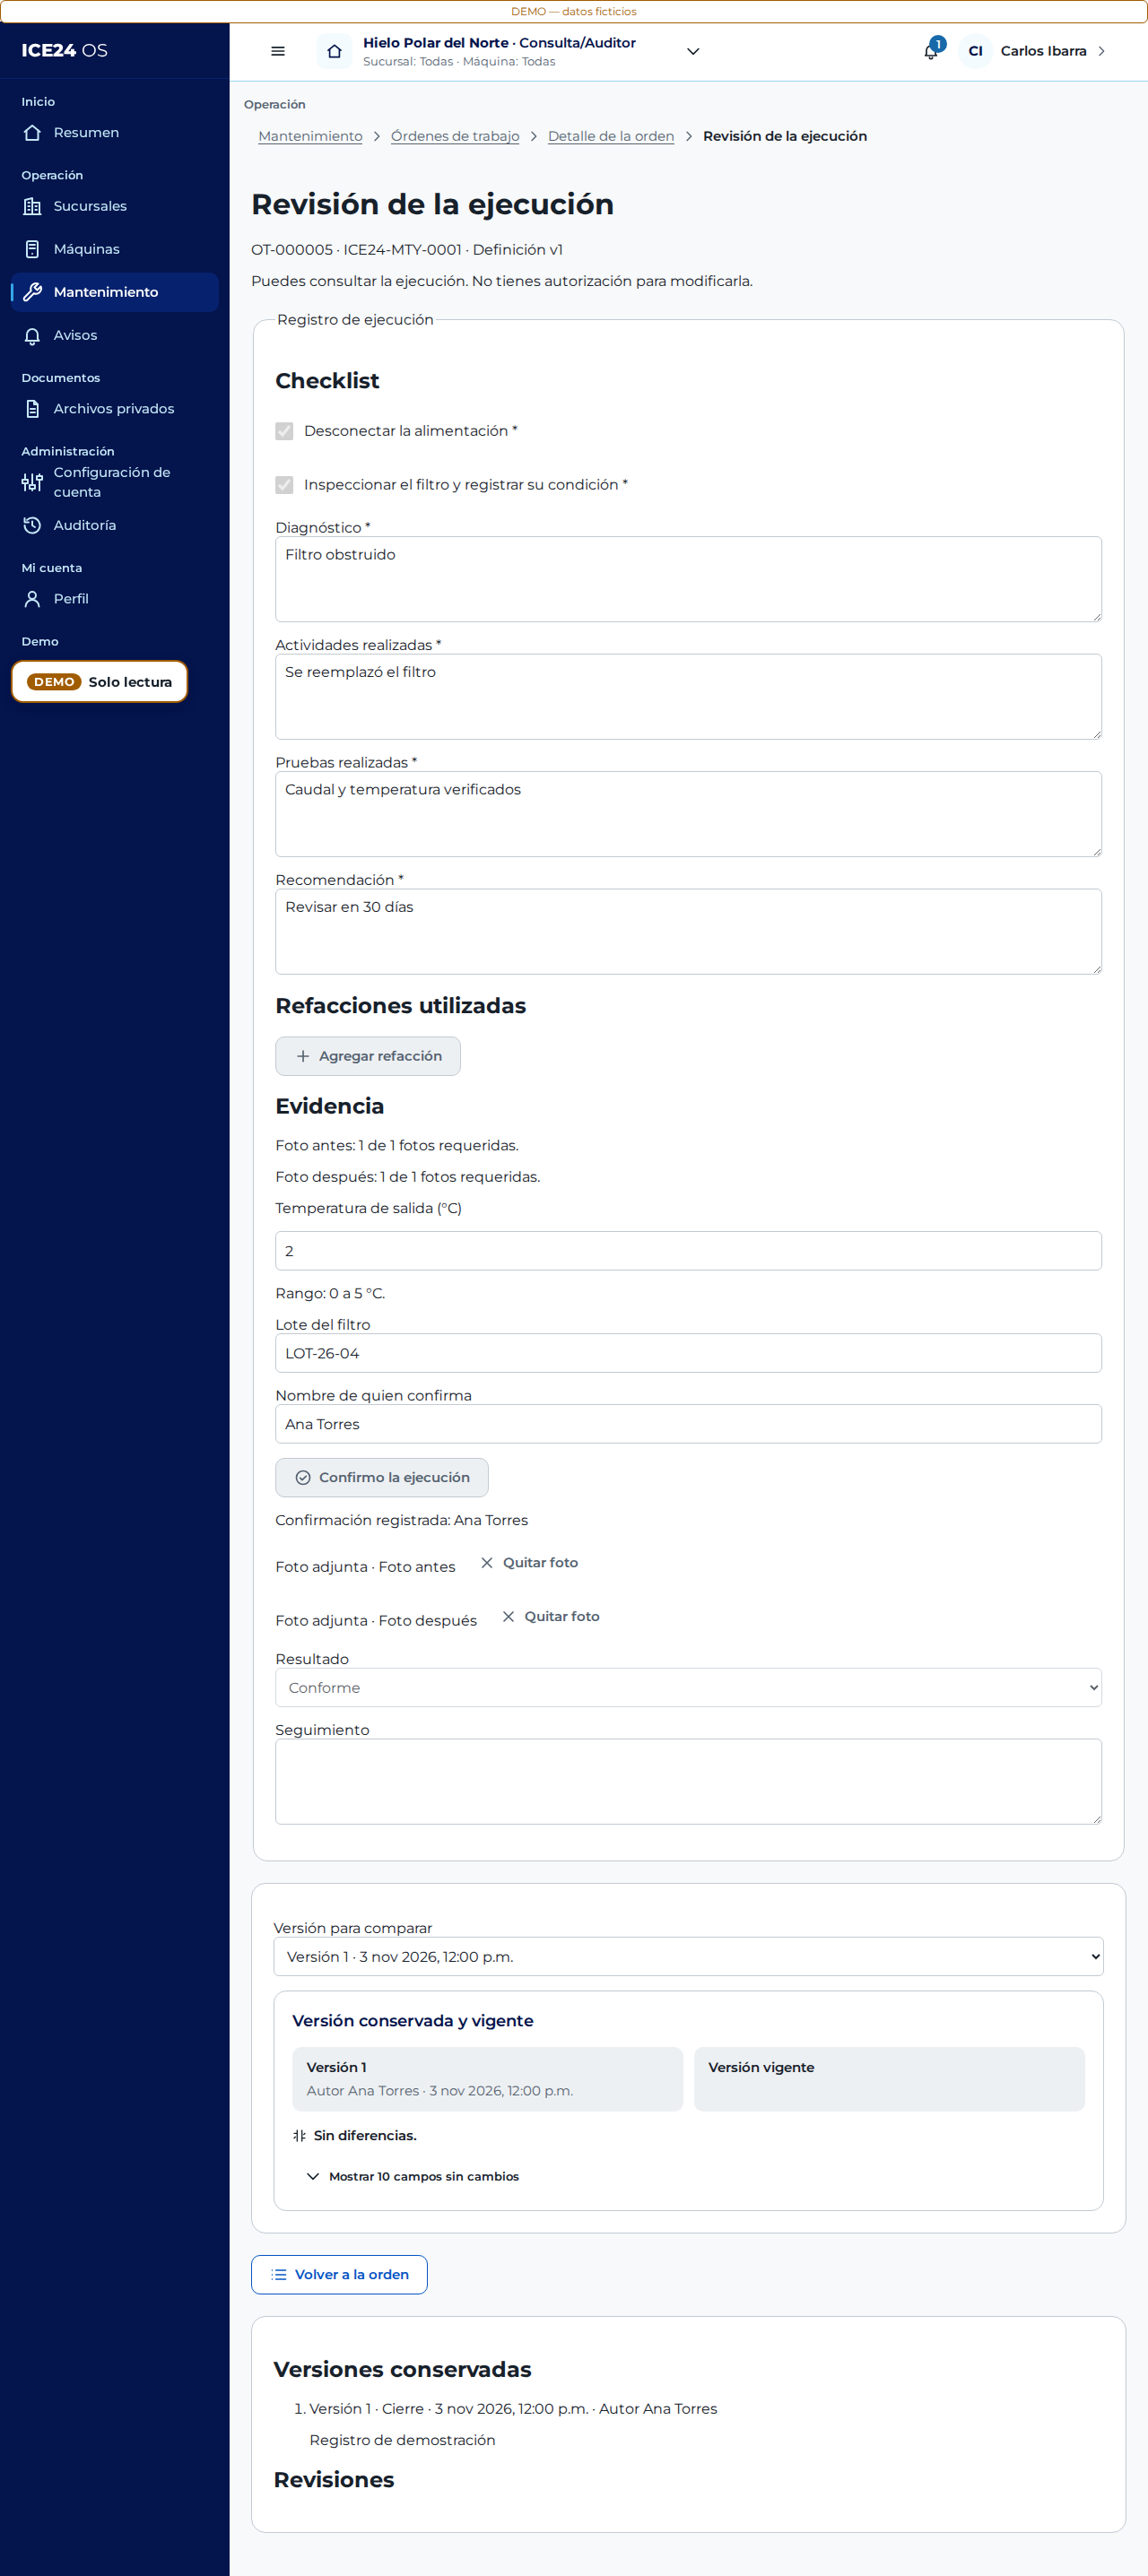 DEMO — datos ficticios
ICE24 OS
Inicio
Resumen
Operación
Sucursales
Máquinas
Mantenimiento
Avisos
Documentos
Archivos privados
Administración
Configuración de
cuenta
Auditoría
Mi cuenta
Perfil
Demo
DEMO Solo lectura
Hielo Polar del Norte · Consulta/Auditor
Sucursal: Todas · Máquina: Todas
1
CI
Carlos Ibarra
Operación
Mantenimiento
Órdenes de trabajo
Detalle de la orden
Revisión de la ejecución
Revisión de la ejecución
OT-000005 · ICE24-MTY-0001 · Definición v1
Puedes consultar la ejecución. No tienes autorización para modificarla.
Registro de ejecución
Checklist
Desconectar la alimentación *
Inspeccionar el filtro y registrar su condición *
Diagnóstico *
Filtro obstruido
Actividades realizadas *
Se reemplazó el filtro
Pruebas realizadas *
Caudal y temperatura verificados
Recomendación *
Revisar en 30 días
Refacciones utilizadas
Agregar refacción
Evidencia
Foto antes: 1 de 1 fotos requeridas.
Foto después: 1 de 1 fotos requeridas.
Temperatura de salida (°C)
2
Rango: 0 a 5 °C.
Lote del filtro
LOT-26-04
Nombre de quien confirma
Ana Torres
Confirmo la ejecución
Confirmación registrada: Ana Torres
Foto adjunta · Foto antes
Quitar foto
Foto adjunta · Foto después
Quitar foto
Resultado
Conforme
Seguimiento
Versión para comparar
Versión 1 · 3 nov 2026, 12:00 p.m.
Versión conservada y vigente
Versión 1
Autor Ana Torres · 3 nov 2026, 12:00 p.m.
Versión vigente
Sin diferencias.
Mostrar 10 campos sin cambios
Volver a la orden
Versiones conservadas
1. Versión 1 · Cierre · 3 nov 2026, 12:00 p.m. · Autor Ana Torres
Registro de demostración
Revisiones